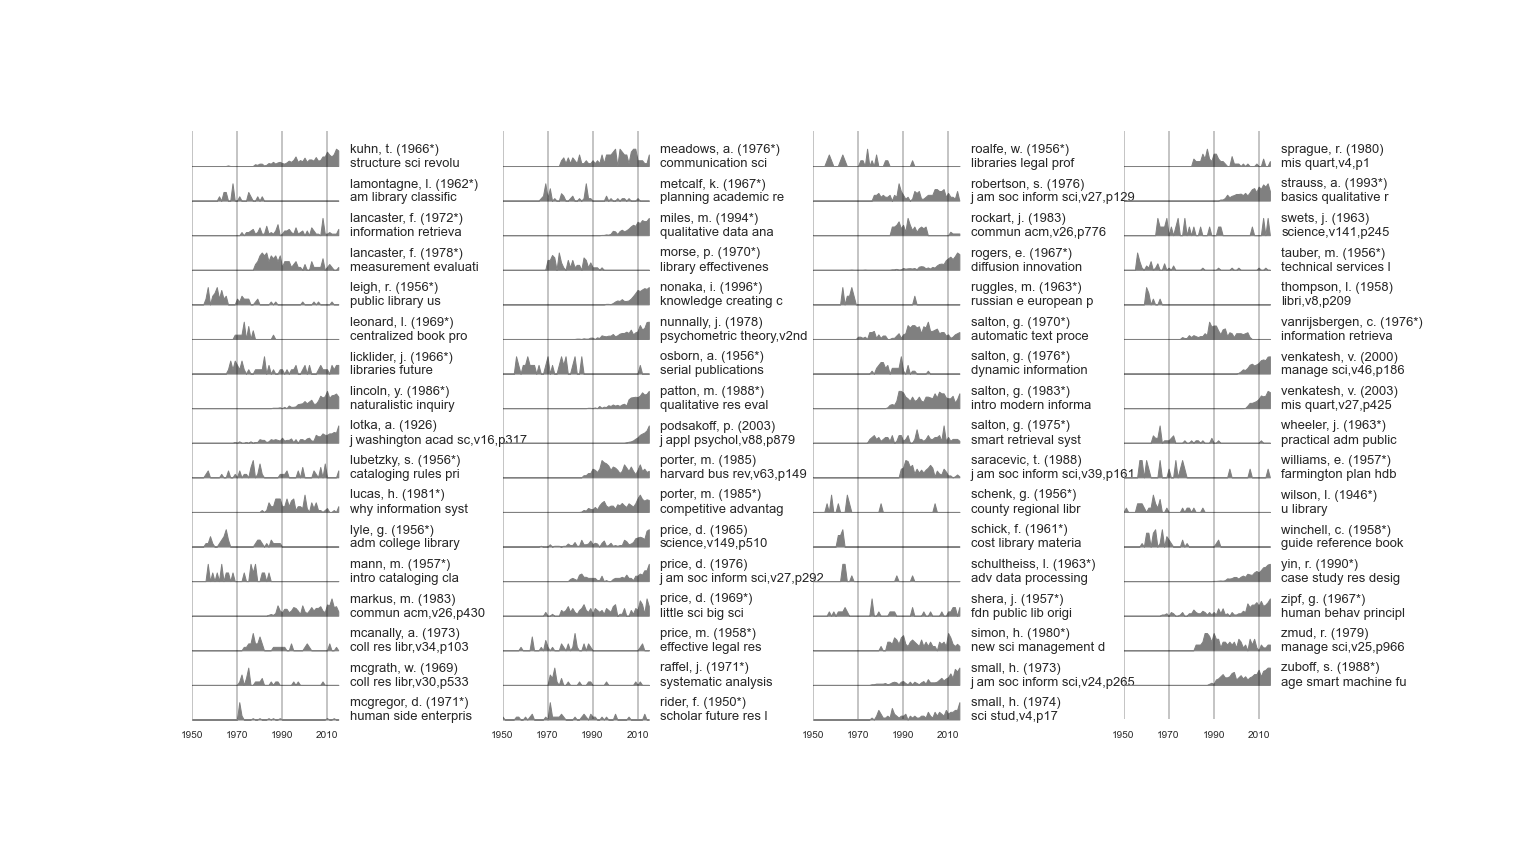 kuhn, t. (1966*)
structure sci revolu
lamontagne, l. (1962*)
am library classific
lancaster, f. (1972*)
information retrieva
lancaster, f. (1978*)
measurement evaluati
leigh, r. (1956*)
public library us
leonard, l. (1969*)
centralized book pro
licklider, j. (1966*)
libraries future
lincoln, y. (1986*)
naturalistic inquiry
lotka, a. (1926)
j washington acad sc,v16,p317
lubetzky, s. (1956*)
cataloging rules pri
lucas, h. (1981*)
why information syst
lyle, g. (1956*)
adm college library
mann, m. (1957*)
intro cataloging cla
markus, m. (1983)
commun acm,v26,p430
mcanally, a. (1973)
coll res libr,v34,p103
mcgrath, w. (1969)
coll res libr,v30,p533
mcgregor, d. (1971*)
human side enterpris
1950 1970 1990 2010
meadows, a. (1976*)
communication sci
metcalf, k. (1967*)
planning academic re
miles, m. (1994*)
qualitative data ana
morse, p. (1970*)
library effectivenes
nonaka, i. (1996*)
knowledge creating c
nunnally, j. (1978)
psychometric theory,v2nd
osborn, a. (1956*)
serial publications
patton, m. (1988*)
qualitative res eval
podsakoff, p. (2003)
j appl psychol,v88,p879
porter, m. (1985)
harvard bus rev,v63,p149
porter, m. (1985*)
competitive advantag
price, d. (1965)
science,v149,p510
price, d. (1976)
j am soc inform sci,v27,p292
price, d. (1969*)
little sci big sci
price, m. (1958*)
effective legal res
raffel, j. (1971*)
systematic analysis
rider, f. (1950*)
scholar future res l
1950 1970 1990 2010
roalfe, w. (1956*)
libraries legal prof
robertson, s. (1976)
j am soc inform sci,v27,p129
rockart, j. (1983)
commun acm,v26,p776
rogers, e. (1967*)
diffusion innovation
ruggles, m. (1963*)
russian e european p
salton, g. (1970*)
automatic text proce
salton, g. (1976*)
dynamic information
salton, g. (1983*)
intro modern informa
salton, g. (1975*)
smart retrieval syst
saracevic, t. (1988)
j am soc inform sci,v39,p161
schenk, g. (1956*)
county regional libr
schick, f. (1961*)
cost library materia
schultheiss, l. (1963*)
adv data processing
shera, j. (1957*)
fdn public lib origi
simon, h. (1980*)
new sci management d
small, h. (1973)
j am soc inform sci,v24,p265
small, h. (1974)
sci stud,v4,p17
1950 1970 1990 2010
sprague, r. (1980)
mis quart,v4,p1
strauss, a. (1993*)
basics qualitative r
swets, j. (1963)
science,v141,p245
tauber, m. (1956*)
technical services l
thompson, l. (1958)
libri,v8,p209
vanrijsbergen, c. (1976*)
information retrieva
venkatesh, v. (2000)
manage sci,v46,p186
venkatesh, v. (2003)
mis quart,v27,p425
wheeler, j. (1963*)
practical adm public
williams, e. (1957*)
farmington plan hdb
wilson, l. (1946*)
u library
winchell, c. (1958*)
guide reference book
yin, r. (1990*)
case study res desig
zipf, g. (1967*)
human behav principl
zmud, r. (1979)
manage sci,v25,p966
zuboff, s. (1988*)
age smart machine fu
1950 1970 1990 2010